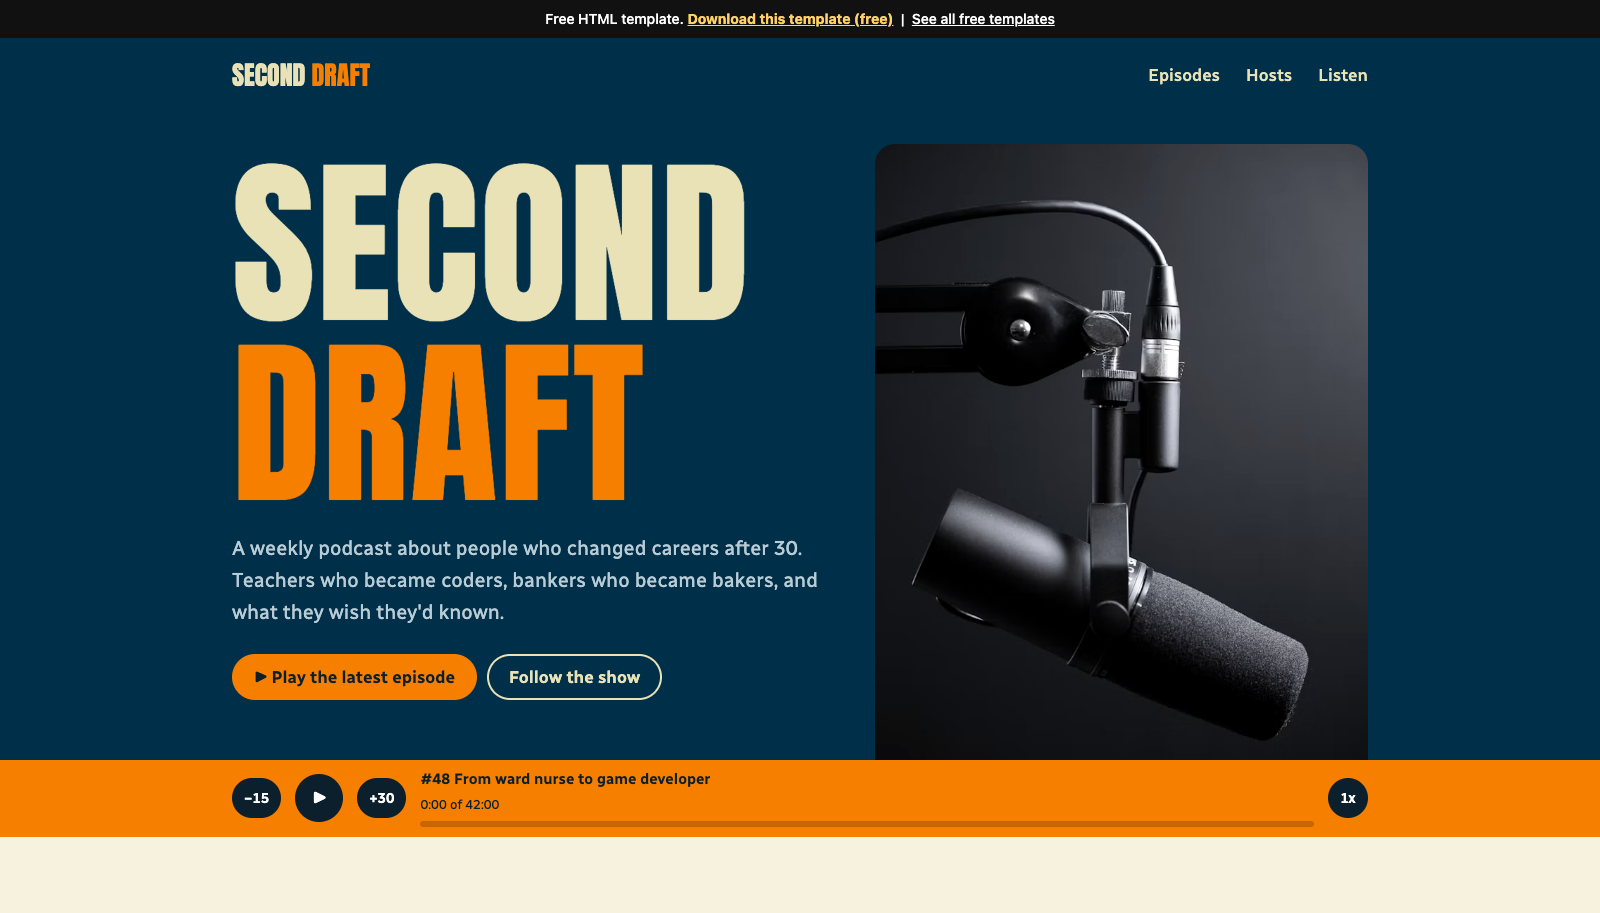 Free HTML template. Download this template (free) | See all free templates
SECOND DRAFT
Episodes Hosts Listen
SECOND
DRAFT
A weekly podcast about people who changed careers after 30.
Teachers who became coders, bankers who became bakers, and
what they wish they'd known.
Play the latest episode
Follow the show
−15
+30
#48 From ward nurse to game developer
0:00 of 42:00
1x